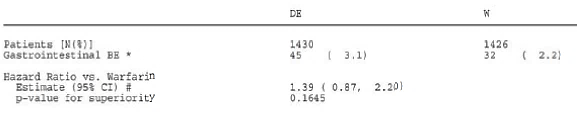 DE W
Patients [N(%)] 1430 1426
Gastrointestinal BE * 45 ( 3.1) 32 ( 2.2)
Hazard Ratio vs. Warfarin
Estimate (95% CI) # 1.39 ( 0.87, 2.20)
p-value for superiority 0.1645